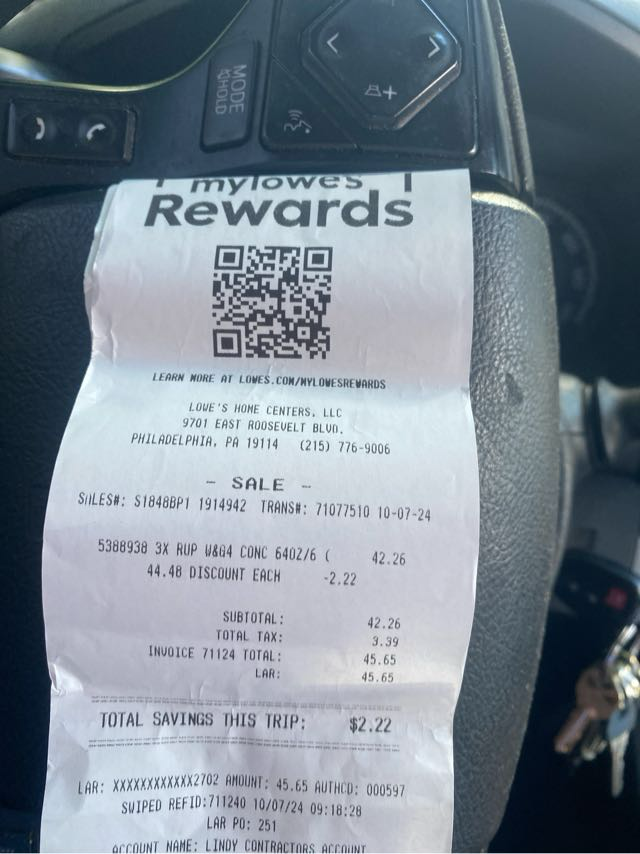 MODE
HOLD
+
mylowes
Rewards
LEARN MORE AT LOWES.COM/MYLOWESREWARDS
LOWE'S HOME CENTERS, LLC
9701 EAST ROOSEVELT BLVD.
PHILADELPHIA, PA 19114 (215) 776-9006
- SALE -
SALES#: S1848BP1 1914942 TRANS#: 71077510 10-07-24
5388938 3X RUP W&G4 CONC 64OZ/6 ( 42.26
44.48 DISCOUNT EACH -2.22
SUBTOTAL: 42.26
TOTAL TAX: 3.39
INVOICE 71124 TOTAL: 45.65
LAR: 45.65
TOTAL SAVINGS THIS TRIP: $2.22
LAR: XXXXXXXXXXXX2702 AMOUNT: 45.65 AUTHCD: 000597
SWIPED REFID:711240 10/07/24 09:18:28
LAR PO: 251
ACCOUNT NAME: LINDY CONTRACTORS ACCOUNT